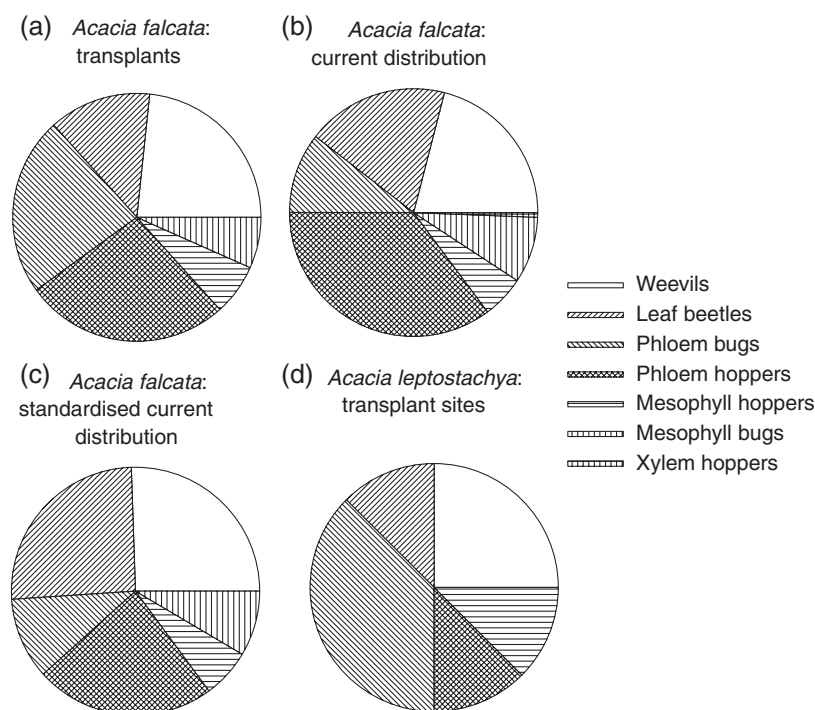 (a) Acacia falcata:
transplants
(b) Acacia falcata:
current distribution
(c) Acacia falcata:
standardised current
distribution
(d) Acacia leptostachya:
transplant sites
Weevils
Leaf beetles
Phloem bugs
Phloem hoppers
Mesophyll hoppers
Mesophyll bugs
Xylem hoppers